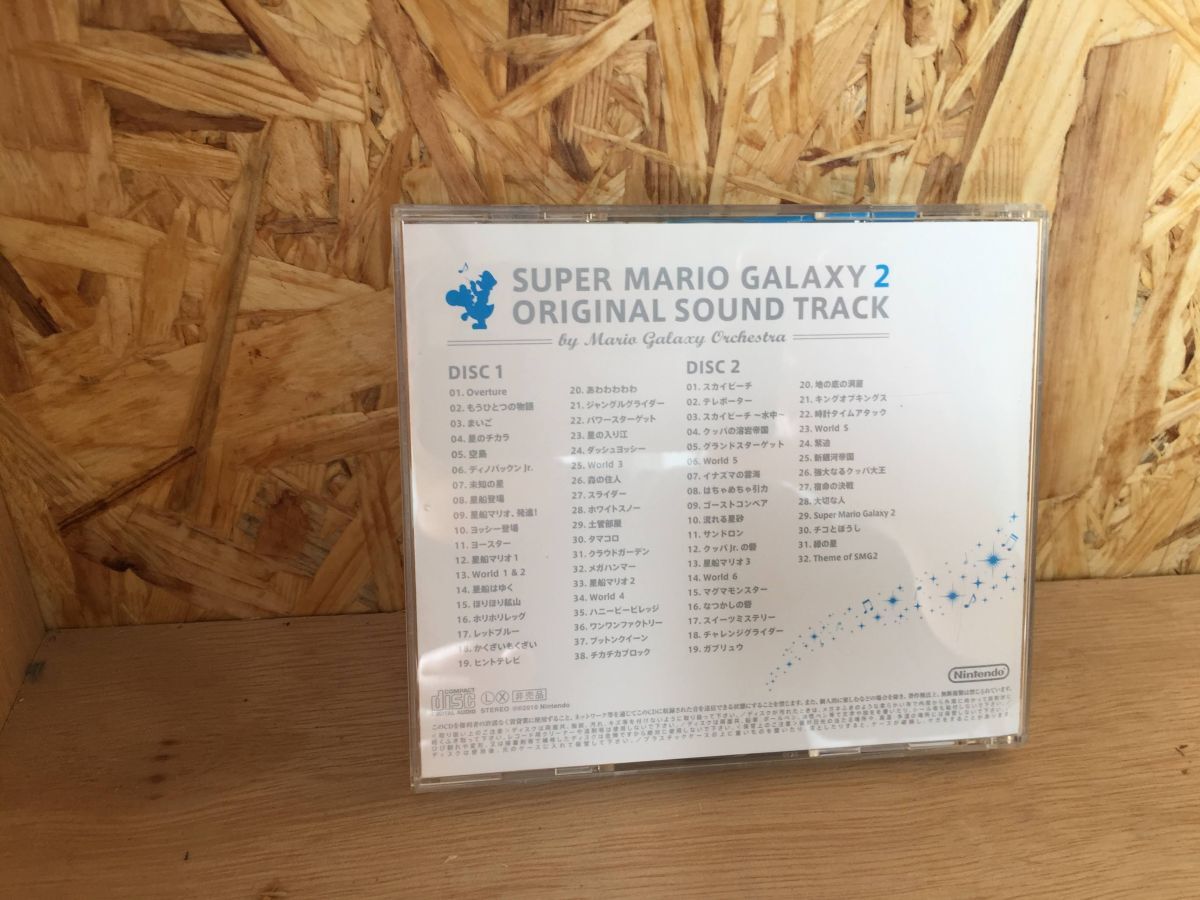 SUPER MARIO GALAXY 2
ORIGINAL SOUND TRACK
by Mario Galaxy Orchestra
DISC 1
01. Overture
02. もうひとつの物語
03. まいご
04. 星のチカラ
05. 空島
06. ディノパックン Jr.
07. 未知の星
08. 星船登場
09. 星船マリオ、発進!
10. ヨッシー登場
11. ヨースター
12. 星船マリオ 1
13. World 1 & 2
14. 星船はゆく
15. ほりほり鉱山
16. ホリホリレッグ
17. レッドブルー
18. かくざいもくざい
19. ヒントテレビ
20. あわわわわわ
21. ジャングルグライダー
22. パワースターゲット
23. 星の入り江
24. ダッシュヨッシー
25. World 3
26. 森の住人
27. スライダー
28. ホワイトスノー
29. 土管部屋
30. タマコロ
31. クラウドガーデン
32. メガハンマー
33. 星船マリオ 2
34. World 4
35. ハニービービレッジ
36. ワンワンファクトリー
37. ブットンクイーン
38. チカチカブロック
DISC 2
01. スカイビーチ
02. テレポーター
03. スカイビーチ ~水中~
04. クッパの溶岩帝国
05. グランドスターゲット
06. World 5
07. イナズマの雲海
08. はちゃめちゃ引力
09. ゴーストコンペア
10. 流れる星砂
11. サンドロン
12. クッパ Jr. の砦
13. 星船マリオ 3
14. World 6
15. マグマモンスター
16. なつかしの砦
17. スイーツミステリー
18. チャレンジグライダー
19. ガブリュウ
20. 地の底の洞窟
21. キングオブキングス
22. 時計タイムアタック
23. World S
24. 緊迫
25. 新銀河帝国
26. 強大なるクッパ大王
27. 宿命の決戦
28. 大切な人
29. Super Mario Galaxy 2
30. チコとぼうし
31. 緑の星
32. Theme of SMG2
Nintendo
COMPACT
disc
DIGITAL AUDIO
L X 非売品
STEREO ℗©2010 Nintendo